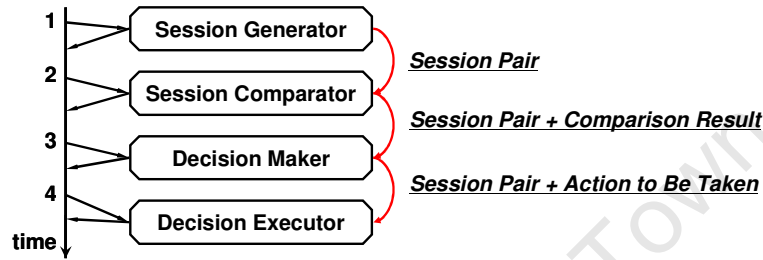 1
Session Generator
Session Pair
2
Session Comparator
Session Pair + Comparison Result
3
Decision Maker
Session Pair + Action to Be Taken
4
Decision Executor
time
Town